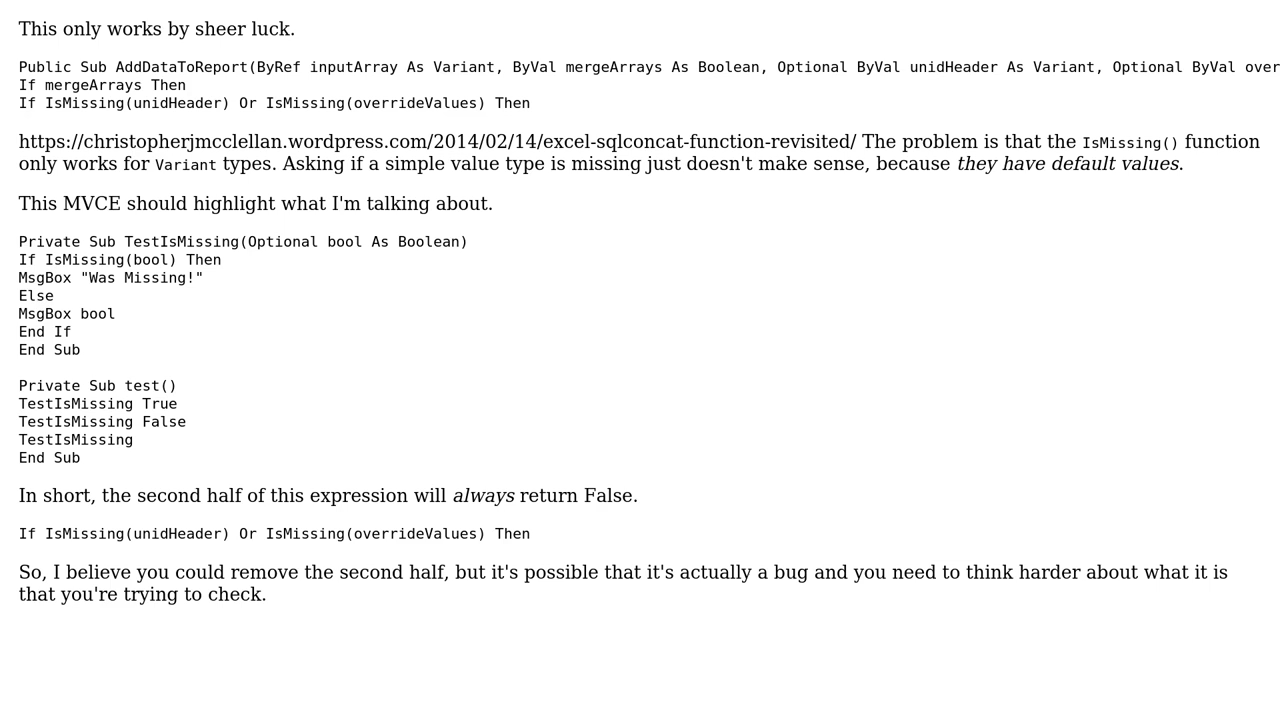 This only works by sheer luck.
Public Sub AddDataToReport(ByRef inputArray As Variant, ByVal mergeArrays As Boolean, Optional ByVal unidHeader As Variant, Optional ByVal over
If mergeArrays Then
If IsMissing(unidHeader) Or IsMissing(overrideValues) Then
https://christopherjmcclellan.wordpress.com/2014/02/14/excel-sqlconcat-function-revisited/ The problem is that the IsMissing() function
only works for Variant types. Asking if a simple value type is missing just doesn't make sense, because they have default values.
This MVCE should highlight what I'm talking about.
Private Sub TestIsMissing(Optional bool As Boolean)
If IsMissing(bool) Then
MsgBox "Was Missing!"
Else
MsgBox bool
End If
End Sub
Private Sub test()
TestIsMissing True
TestIsMissing False
TestIsMissing
End Sub
In short, the second half of this expression will always return False.
If IsMissing(unidHeader) Or IsMissing(overrideValues) Then
So, I believe you could remove the second half, but it's possible that it's actually a bug and you need to think harder about what it is
that you're trying to check.